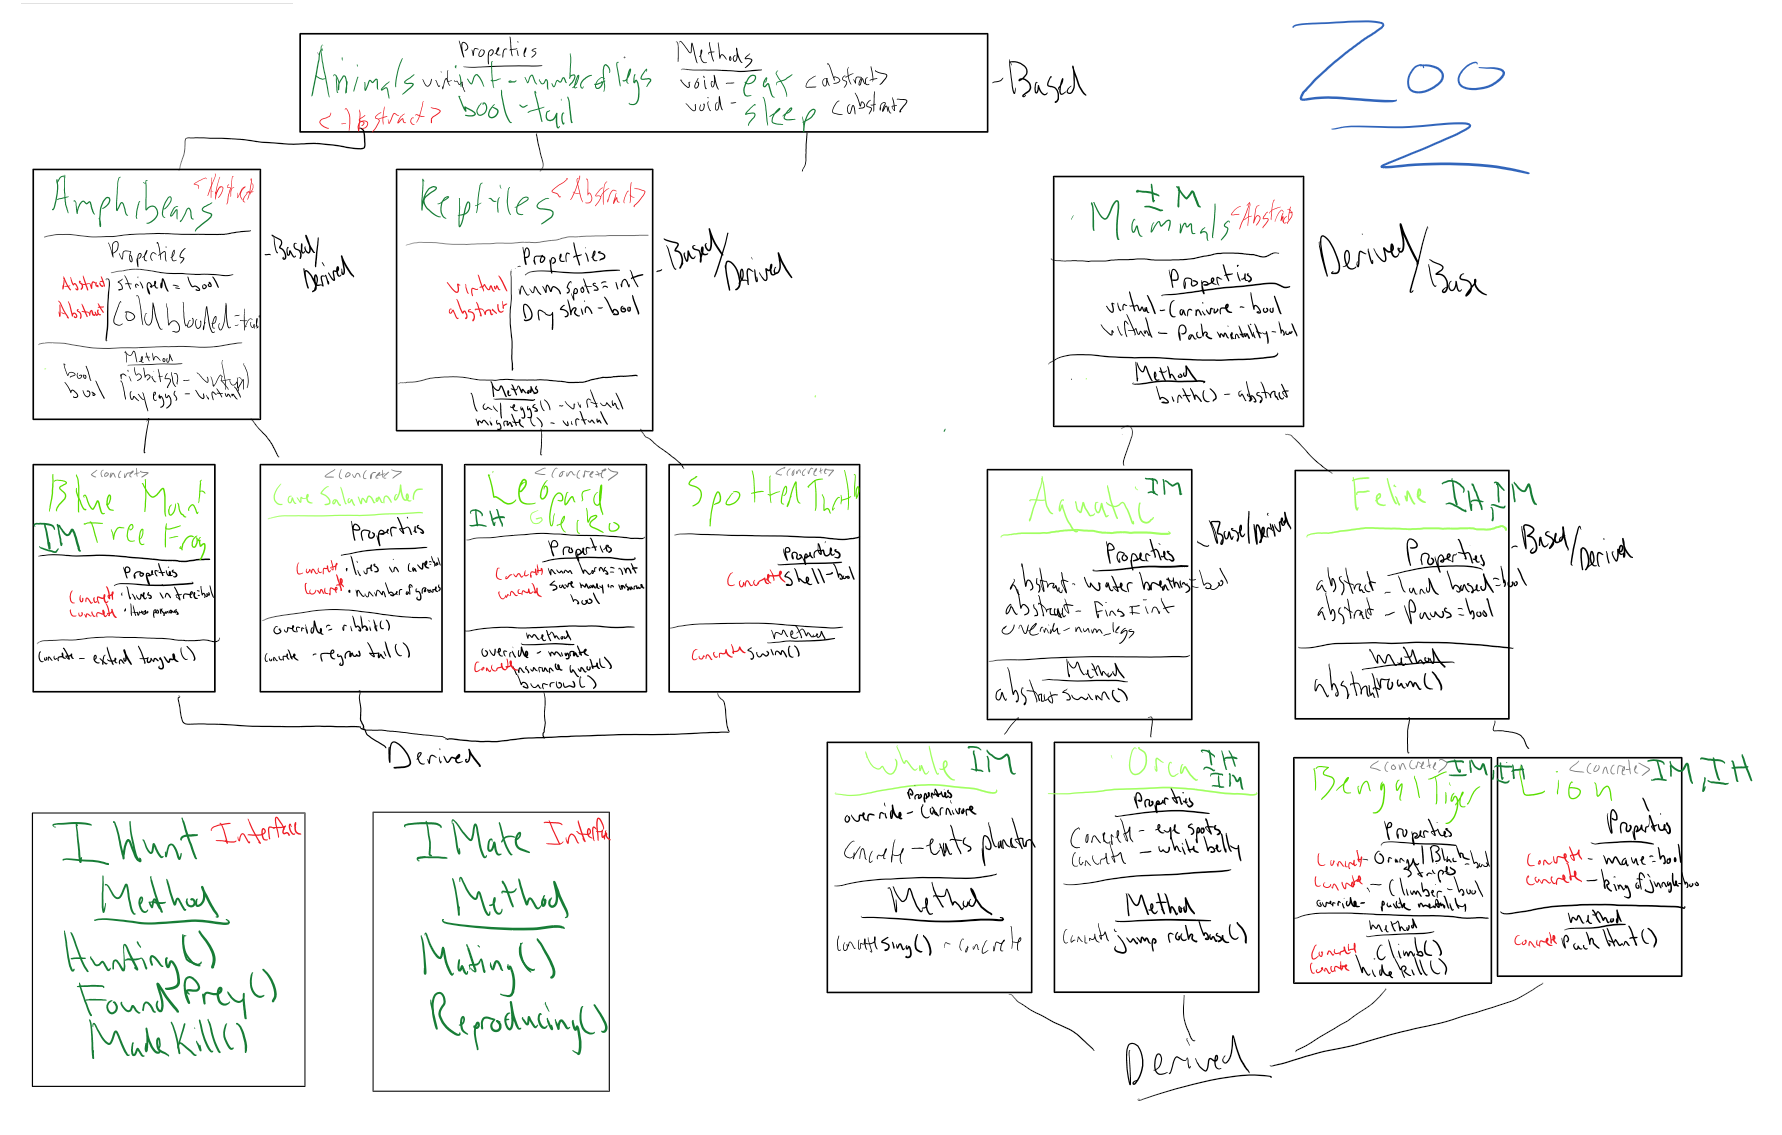 Zoo
Properties
Methods
Animals
int - number of legs
void - eat <abstract>
bool - tail
void - sleep <abstract>
- Based
Amphibeans
<Abstract
Properties
Abstract striped = bool
Abstract Cold blooded = true
Method
bool ribbits() - virtual
bool lay eggs - virtual
- Based/
Derived
Reptiles <Abstract>
Properties
virtual num spots = int
abstract Dry skin - bool
Methods
lay eggs() - virtual
migrate() - virtual
- Based/
Derived
IM
Mammals <Abstract
Properties
virtual - Carnivore - bool
virtual - Pack mentality - bool
Method
birth() - abstract
Derived/
Base
<concret>
IM Tree Frog
Properties
Concrete • lives in tree = bool
Concrete
Concrete - extend tongue()
<concrete>
Cave Salamander
Properties
Concrete • lives in cave = bool
Concrete • number of grooves
override = ribbit()
Concrete - regrow tail()
<concrete>
Leopard
IH Gecko
Properties
Concrete num horns = int
Concrete Save money on insurance
bool
method
override - migrate
Concrete insurance quote()
burrow()
<concrete>
Spotted Turtle
Properties
Concrete shell - bool
method
Concrete swim()
Derived
Aquatic IM
Properties
abstract - water breathing = bool
abstract - Fins = int
override - num_legs
Method
abstract swim()
- Base/Derived
Feline IH, IM
Properties
abstract - land based = bool
abstract - Paws = bool
Method
abstract roam()
- Based/
Derived
Whale IM
Properties
override - Carnivore
Concrete - eats plancton
Method
Concrete sing() - concrete
Orca IH
IM
Properties
Concrete - eye spots
Concrete - white belly
Method
Concrete jump rock base()
<concrete> IM, IH
Bengal Tiger
Properties
Concrete - Orange/Black = bool
Stripes
Concrete - Climber - bool
override - pack mentality
method
Concrete Climb()
Concrete hide kill()
<concrete> IM, IH
Lion
Properties
Concrete - mane = bool
Concrete - king of jungle - bool
method
Concrete Pack Hunt()
Derived
I Hunt Interface
Method
Hunting()
Found Prey()
Made Kill()
I Mate Interfa
Method
Mating()
Reproducing()